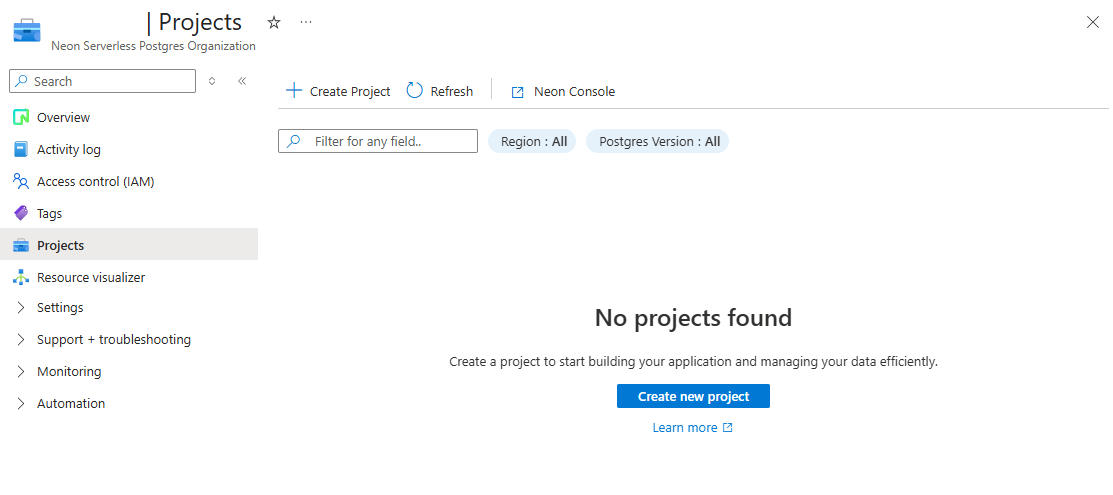 | Projects
Neon Serverless Postgres Organization
Search
Overview
Activity log
Access control (IAM)
Tags
Projects
Resource visualizer
Settings
Support + troubleshooting
Monitoring
Automation
Create Project Refresh Neon Console
Filter for any field.. Region : All Postgres Version : All
No projects found
Create a project to start building your application and managing your data efficiently.
Create new project
Learn more